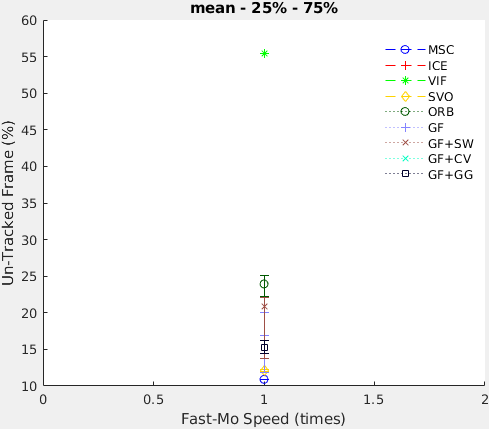 mean - 25% - 75%
Un-Tracked Frame (%)
60
55
50
45
40
35
30
25
20
15
10
0
0.5
1
1.5
2
Fast-Mo Speed (times)
MSC
ICE
VIF
SVO
ORB
GF
GF+SW
GF+CV
GF+GG